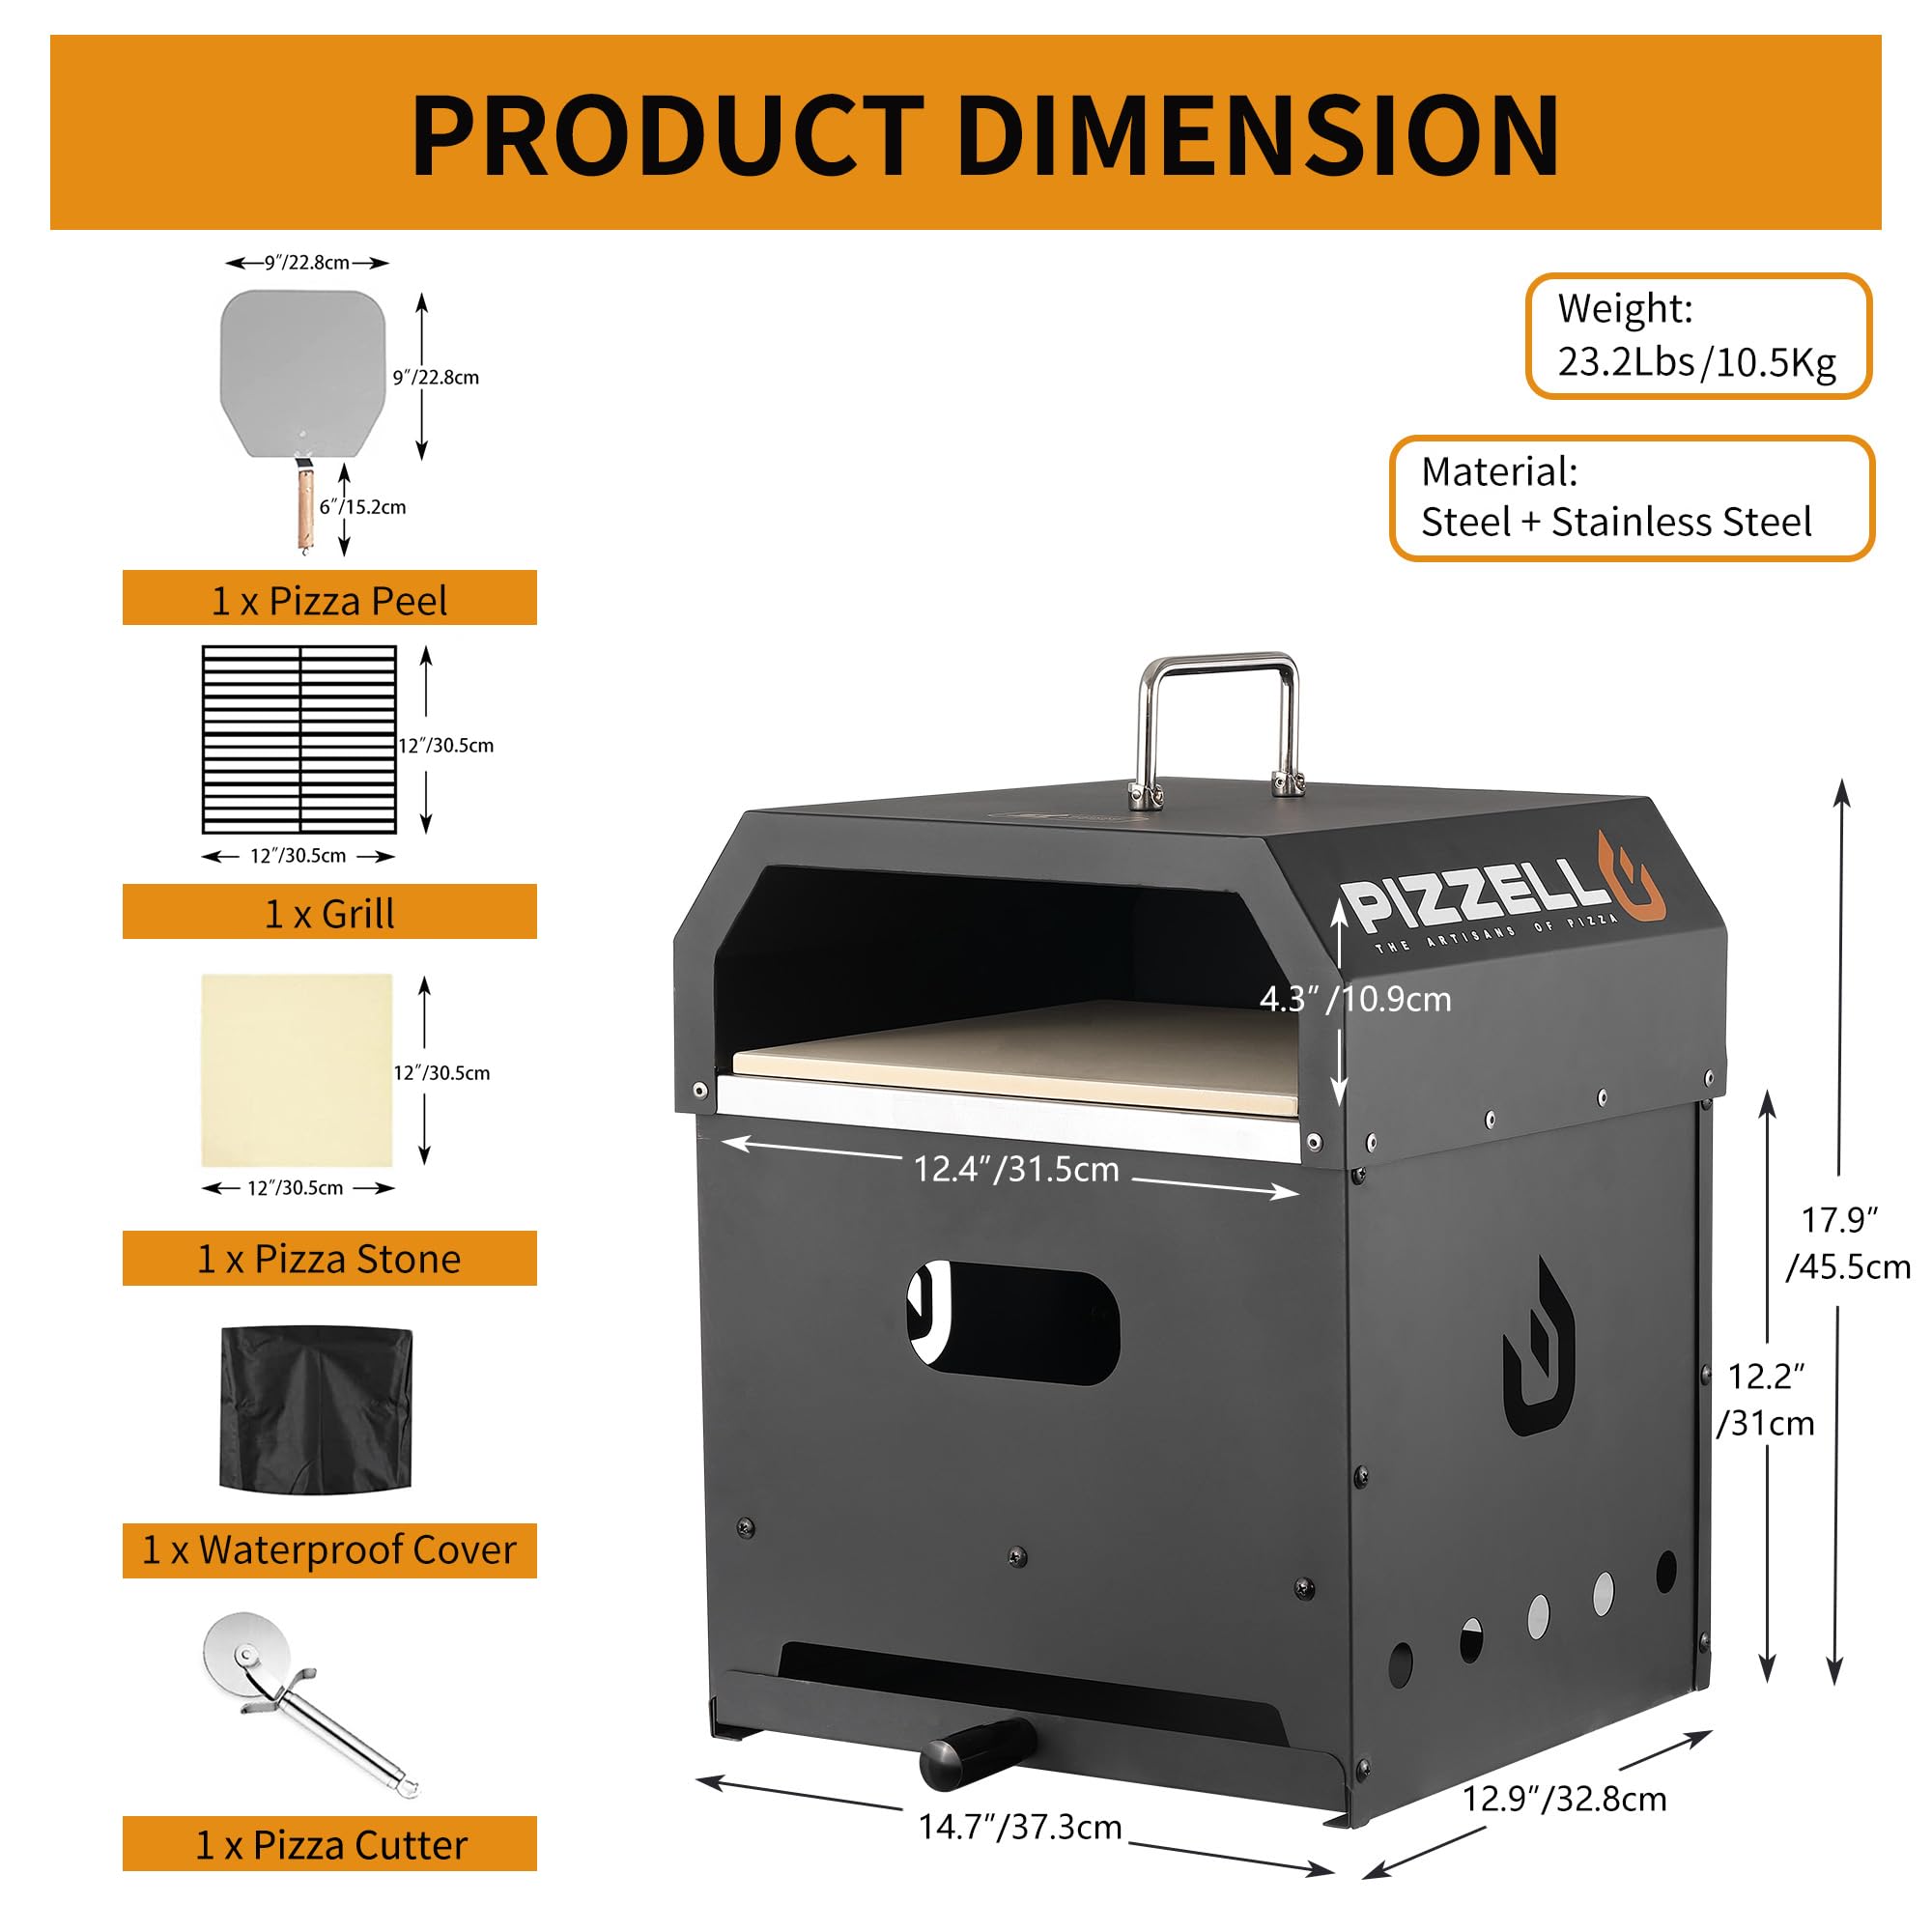 PRODUCT DIMENSION
9″/22.8cm
9″/22.8cm
6″/15.2cm
1 x Pizza Peel
12″/30.5cm
12″/30.5cm
1 x Grill
12″/30.5cm
12″/30.5cm
1 x Pizza Stone
1 x Waterproof Cover
1 x Pizza Cutter
Weight:
23.2Lbs/10.5Kg
Material:
Steel + Stainless Steel
PIZZELLO
THE ARTISANS OF PIZZA
4.3″/10.9cm
12.4″/31.5cm
17.9″
/45.5cm
12.2″
/31cm
14.7″/37.3cm
12.9″/32.8cm